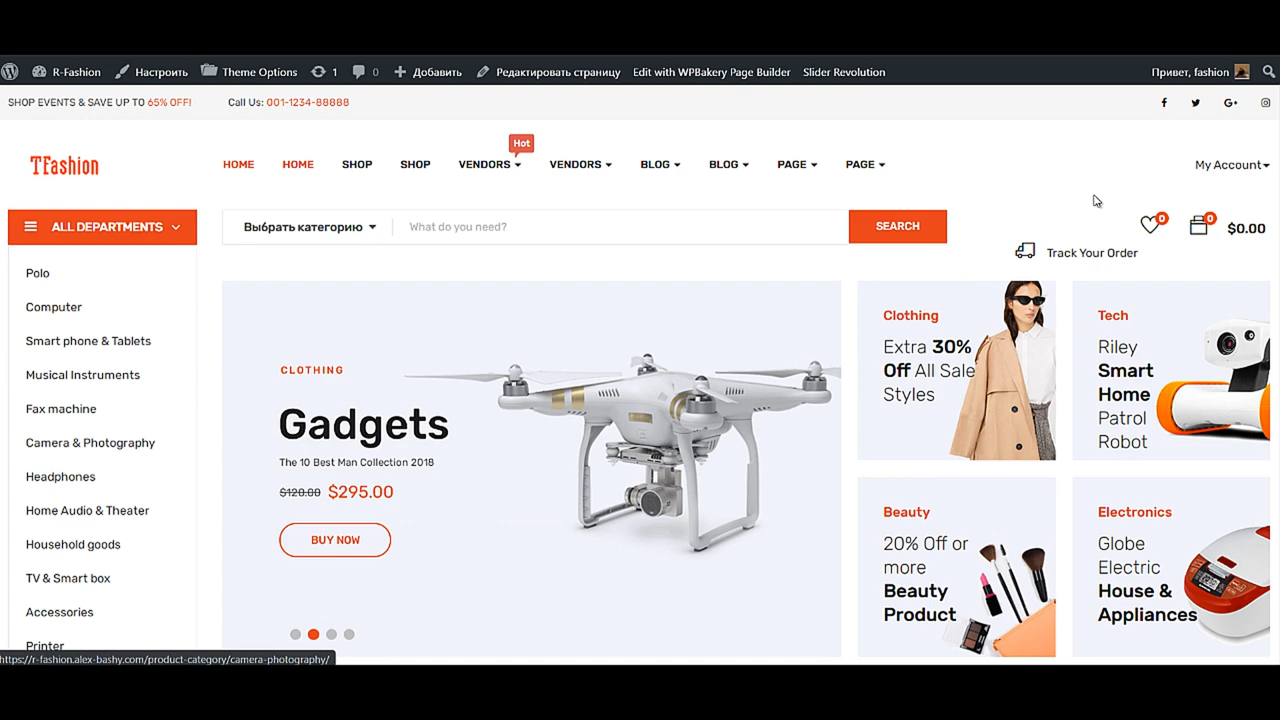 R-Fashion Настроить Theme Options 1 0 Добавить Редактировать страницу Edit with WPBakery Page Builder Slider Revolution Привет, fashion
SHOP EVENTS & SAVE UP TO 65% OFF! Call Us: 001-1234-88888
Hot
TFashion HOME HOME SHOP SHOP VENDORS VENDORS BLOG BLOG PAGE PAGE My Account
ALL DEPARTMENTS Выбрать категорию What do you need? SEARCH 0 0 $0.00
Track Your Order
Polo
Computer
Smart phone & Tablets
Musical Instruments
Fax machine
Camera & Photography
Headphones
Home Audio & Theater
Household goods
TV & Smart box
Accessories
Printer
CLOTHING
Gadgets
The 10 Best Man Collection 2018
$120.00 $295.00
BUY NOW
Clothing
Extra 30%
Off All Sale
Styles
Tech
Riley
Smart
Home
Patrol
Robot
Beauty
20% Off or
more
Beauty
Product
Electronics
Globe
Electric
House &
Appliances
https://r-fashion.alex-bashy.com/product-category/camera-photography/